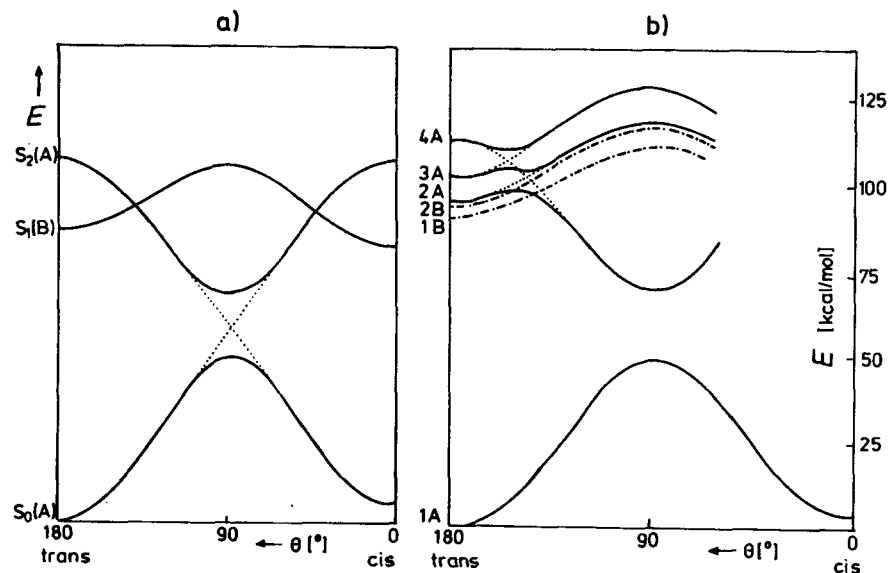 a)
E
S₂(A)
S₁(B)
S₀(A)
180 90 0
trans ← θ [°] cis
b)
4A
3A
2A
2B
1B
1A
180 90 0
trans ← θ [°] cis
125
100
75
50
25
E [kcal/mol]